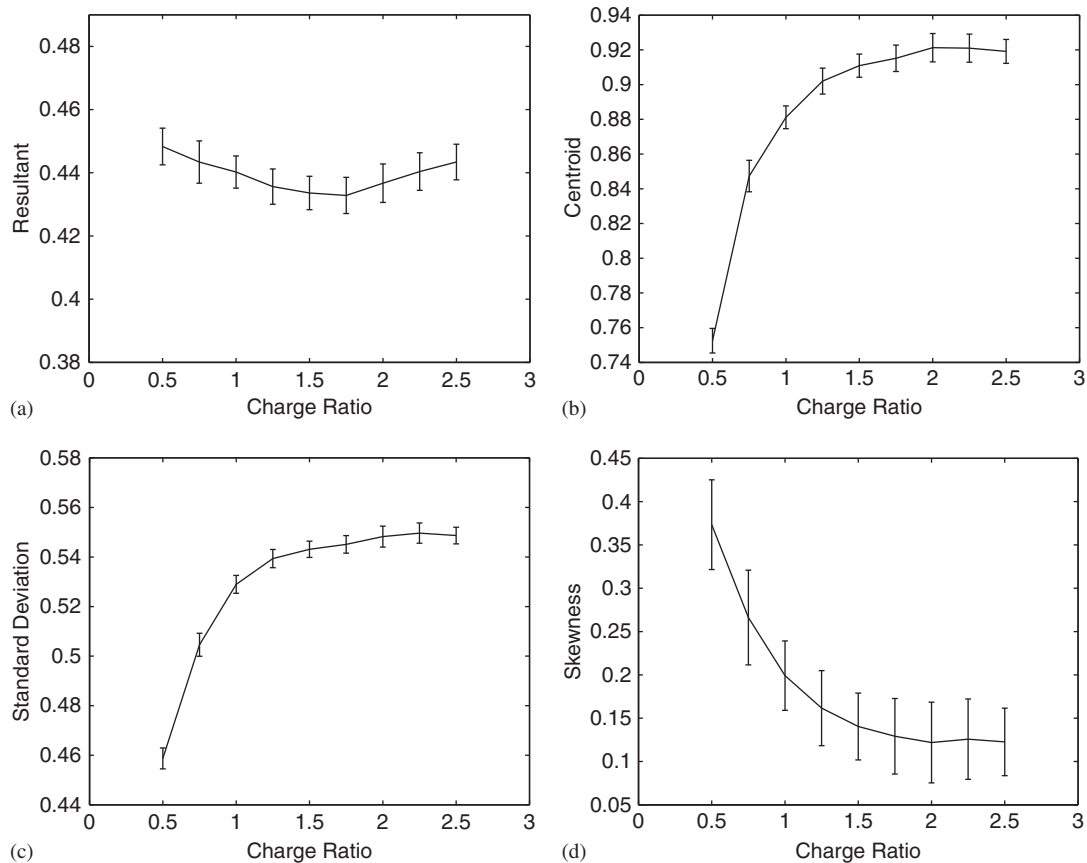 0.48
0.46
0.44
0.42
0.4
0.38
Resultant
0 0.5 1 1.5 2 2.5 3
(a) Charge Ratio
0.94
0.92
0.9
0.88
0.86
0.84
0.82
0.8
0.78
0.76
0.74
Centroid
0 0.5 1 1.5 2 2.5 3
(b) Charge Ratio
0.58
0.56
0.54
0.52
0.5
0.48
0.46
0.44
Standard Deviation
0 0.5 1 1.5 2 2.5 3
(c) Charge Ratio
0.45
0.4
0.35
0.3
0.25
0.2
0.15
0.1
0.05
Skewness
0 0.5 1 1.5 2 2.5 3
(d) Charge Ratio